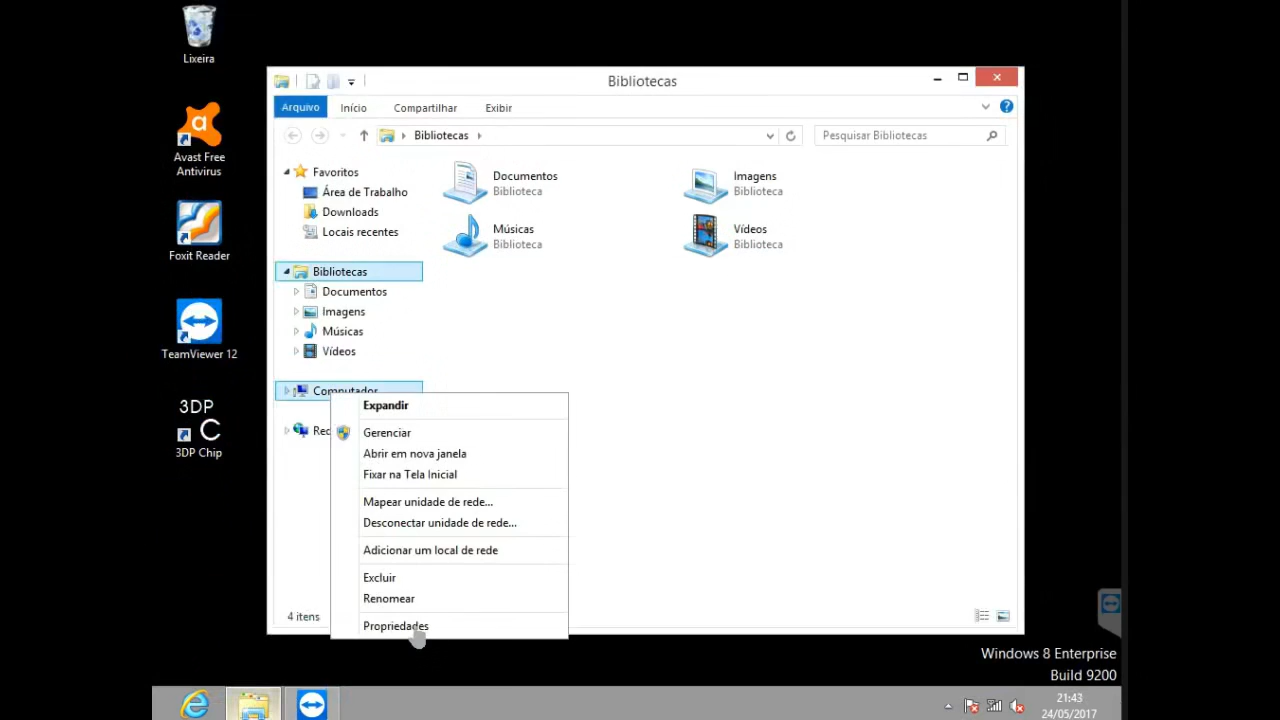 Lixeira
Avast Free
Antivirus
Foxit Reader
TeamViewer 12
3DP
C
3DP Chip
Bibliotecas
Arquivo
Início
Compartilhar
Exibir
Bibliotecas
Pesquisar Bibliotecas
Favoritos
Área de Trabalho
Downloads
Locais recentes
Bibliotecas
Documentos
Imagens
Músicas
Vídeos
Computador
Red
Documentos
Biblioteca
Imagens
Biblioteca
Músicas
Biblioteca
Vídeos
Biblioteca
Expandir
Gerenciar
Abrir em nova janela
Fixar na Tela Inicial
Mapear unidade de rede...
Desconectar unidade de rede...
Adicionar um local de rede
Excluir
Renomear
Propriedades
4 itens
Windows 8 Enterprise
Build 9200
21:43
24/05/2017